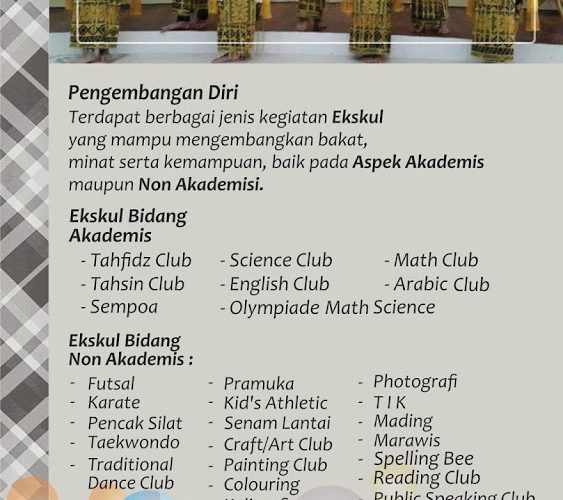 Pengembangan Diri
Terdapat berbagai jenis kegiatan Ekskul
yang mampu mengembangkan bakat,
minat serta kemampuan, baik pada Aspek Akademis
maupun Non Akademisi.
Ekskul Bidang
Akademis
- Tahfidz Club - Science Club - Math Club
- Tahsin Club - English Club - Arabic Club
- Sempoa - Olympiade Math Science
Ekskul Bidang
Non Akademis :
- Futsal
- Karate
- Pencak Silat
- Taekwondo
- Traditional
Dance Club
- Pramuka
- Kid's Athletic
- Senam Lantai
- Craft/Art Club
- Painting Club
- Colouring
- Photografi
- T I K
- Mading
- Marawis
- Spelling Bee
- Reading Club
- Public Speaking Club